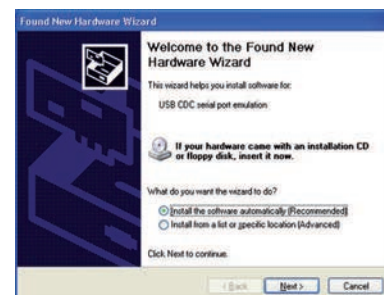 Found New Hardware Wizard
Welcome to the Found New
Hardware Wizard
This wizard helps you install software for:
USB CDC serial port emulation
If your hardware came with an installation CD
or floppy disk, insert it now.
What do you want the wizard to do?
Install the software automatically (Recommended)
Install from a list or specific location (Advanced)
Click Next to continue.
< Back Next > Cancel